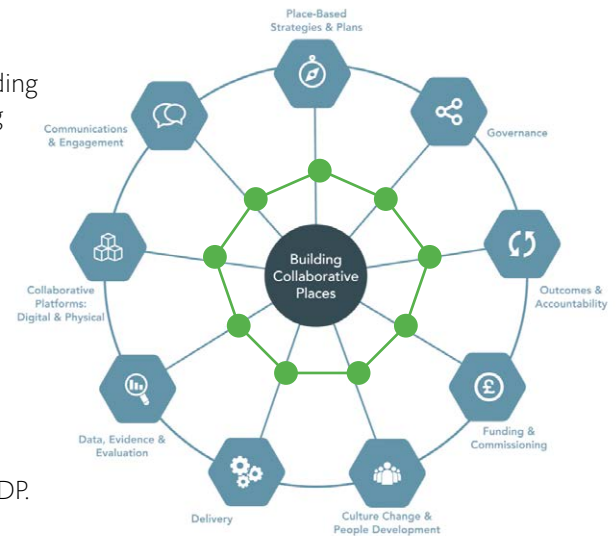 Place-Based
Strategies & Plans
Governance
Outcomes &
Accountability
£
Funding &
Commissioning
Culture Change &
People Development
Delivery
Data, Evidence &
Evaluation
Collaborative
Platforms:
Digital & Physical
Communications
& Engagement
Building
Collaborative
Places